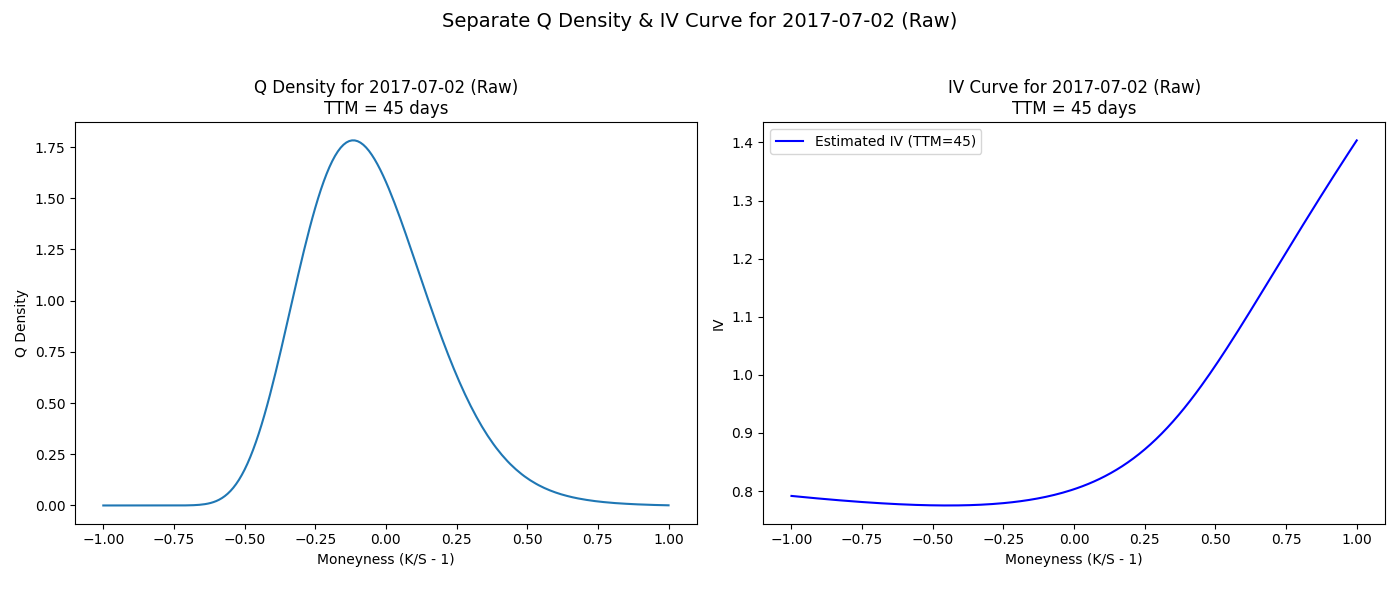 Separate Q Density & IV Curve for 2017-07-02 (Raw)
Q Density for 2017-07-02 (Raw)
TTM = 45 days
1.75
1.50
1.25
1.00
0.75
0.50
0.25
0.00
Q Density
−1.00 −0.75 −0.50 −0.25 0.00 0.25 0.50 0.75 1.00
Moneyness (K/S - 1)
IV Curve for 2017-07-02 (Raw)
TTM = 45 days
Estimated IV (TTM=45)
1.4
1.3
1.2
1.1
1.0
0.9
0.8
IV
−1.00 −0.75 −0.50 −0.25 0.00 0.25 0.50 0.75 1.00
Moneyness (K/S - 1)